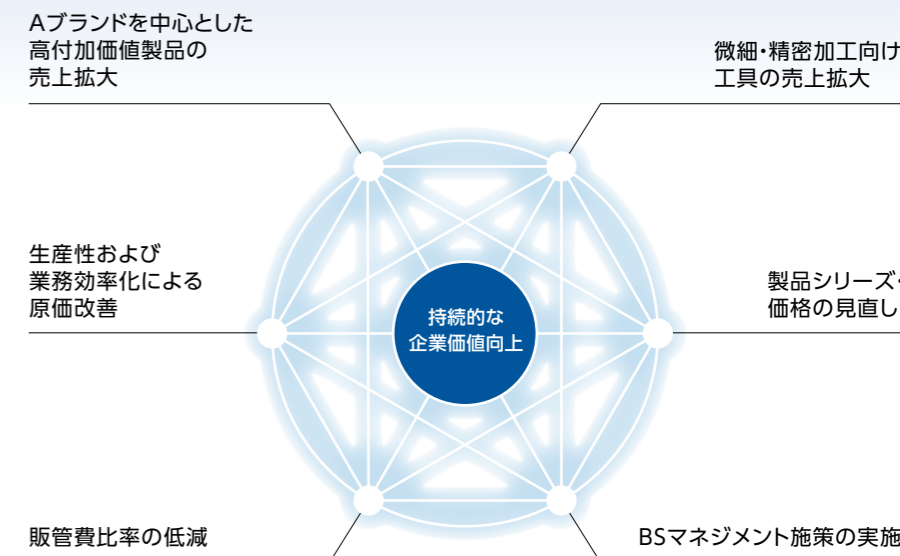 Aブランドを中心とした
高付加価値製品の
売上拡大
微細・精密加工向け
工具の売上拡大
生産性および
業務効率化による
原価改善
持続的な
企業価値向上
製品シリーズ・
価格の見直し
販管費比率の低減
BSマネジメント施策の実施